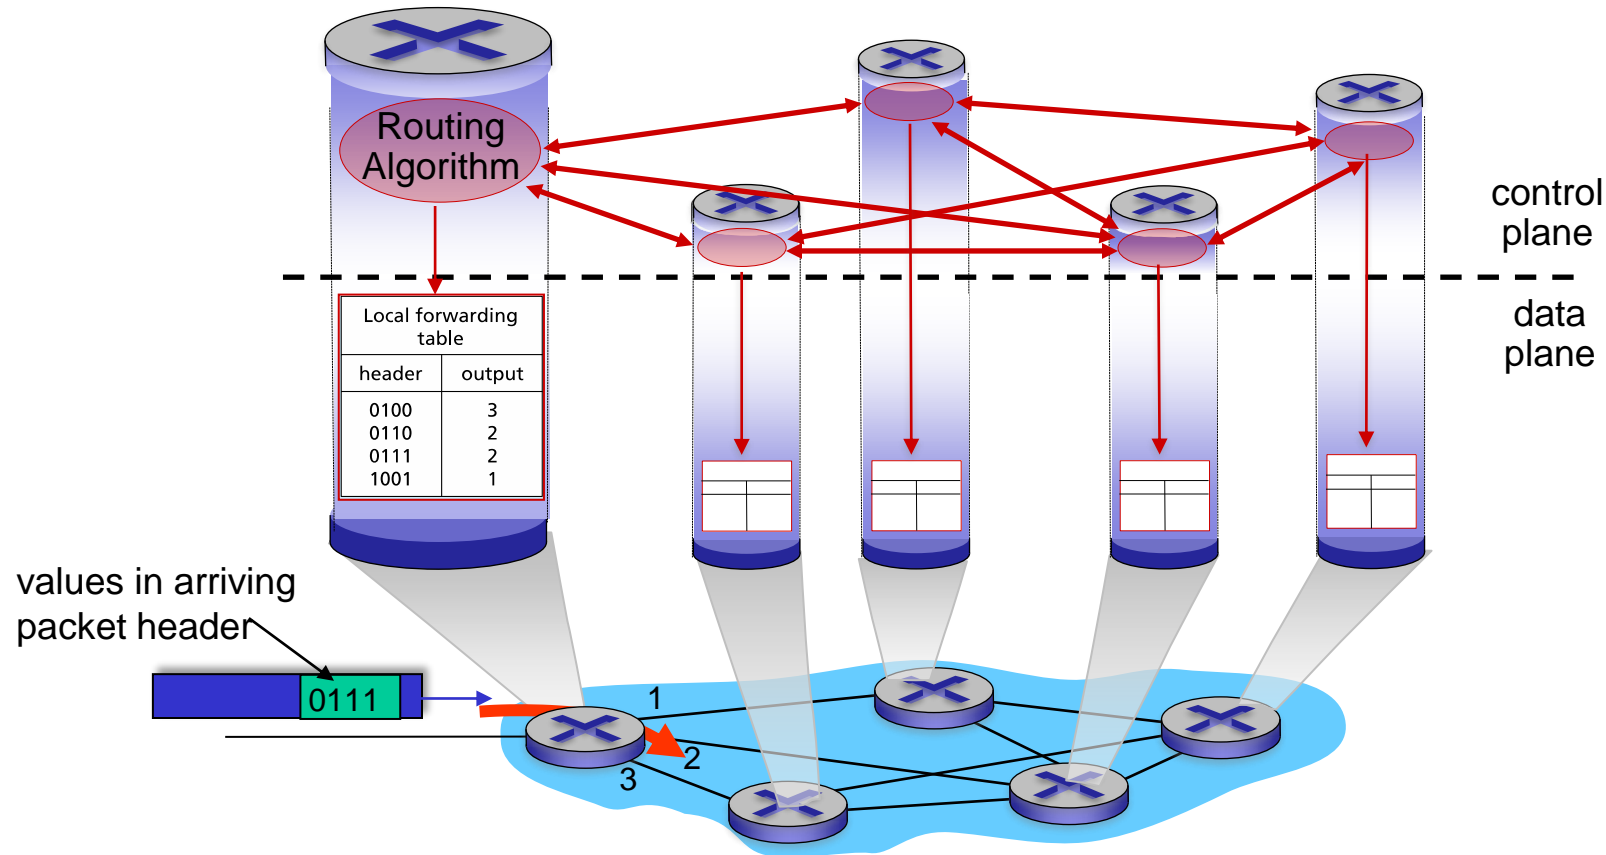 Routing
Algorithm
control
plane
data
plane
Local forwarding
table
header output
0100 3
0110 2
0111 2
1001 1
values in arriving
packet header
0111
1
2
3